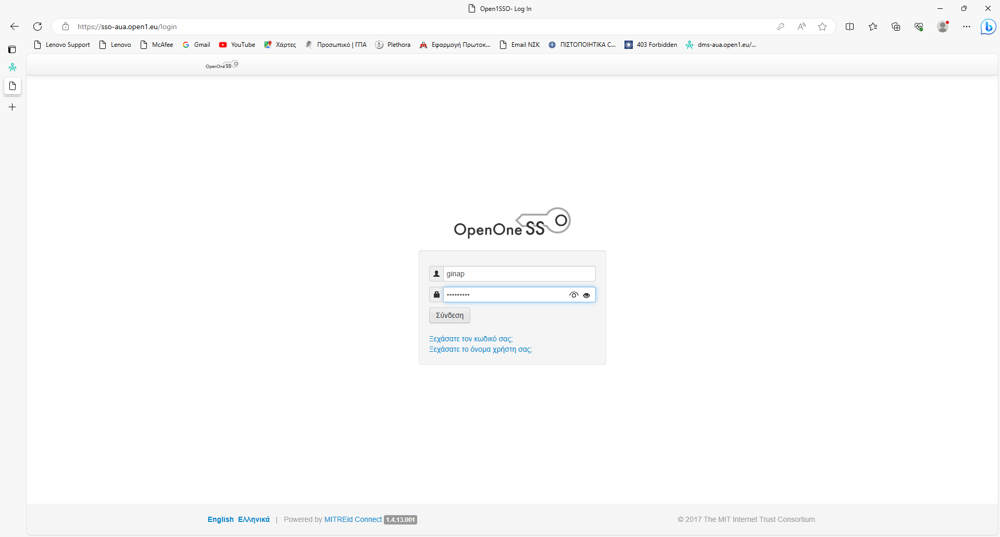 Open1SSO- Log In
https://sso-aua.open1.eu/login
Lenovo Support Lenovo McAfee Gmail YouTube Χάρτες Προσωπικό | ΓΠΑ Plethora Εφαρμογή Πρωτοκ... Email ΝΣΚ ΠΙΣΤΟΠΟΙΗΤΙΚΑ C... 403 Forbidden dms-aua.open1.eu/...
OpenOne SSO
OpenOne SSO
ginap
•••••••••
Σύνδεση
Ξεχάσατε τον κωδικό σας;
Ξεχάσατε το όνομα χρήστη σας;
English Ελληνικά | Powered by MITREid Connect 1.4.13.001 . © 2017 The MIT Internet Trust Consortium.